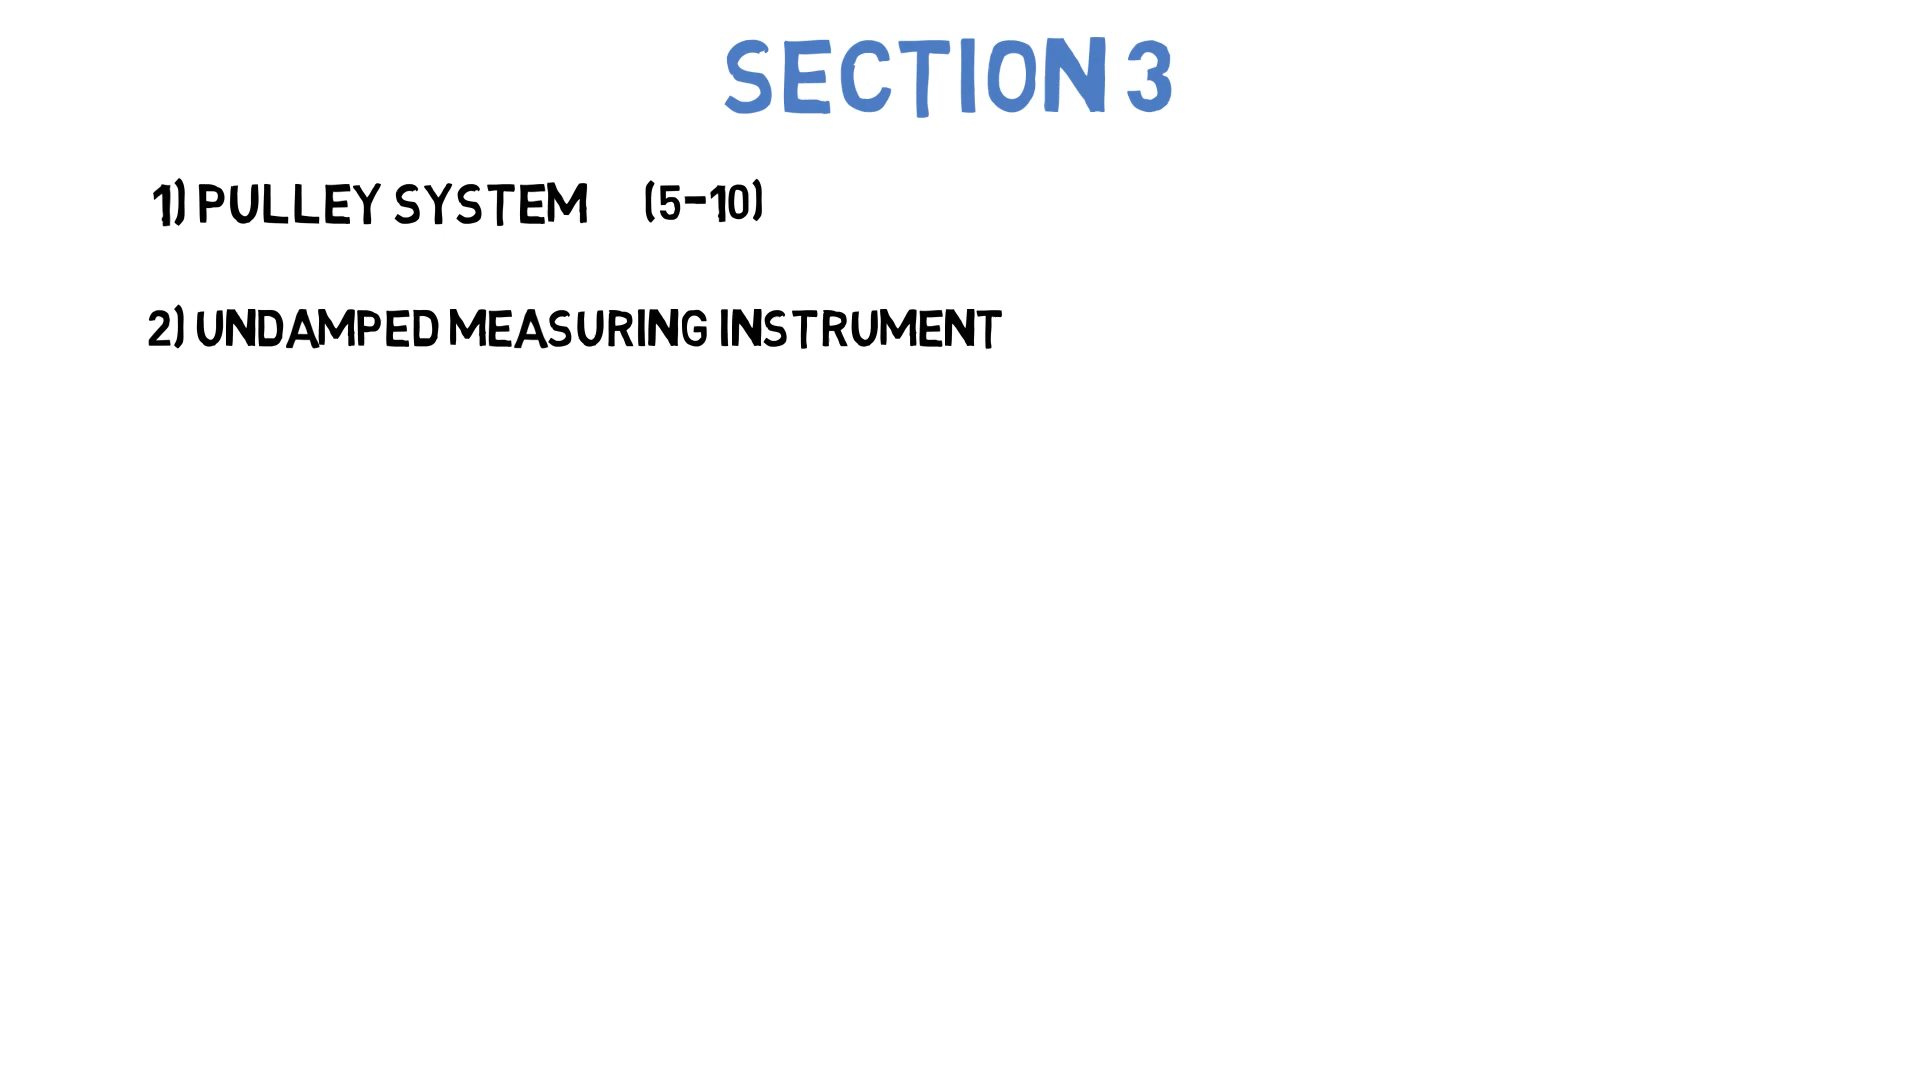 SECTION 3
1) PULLEY SYSTEM (5-10)
2) UNDAMPED MEASURING INSTRUMENT